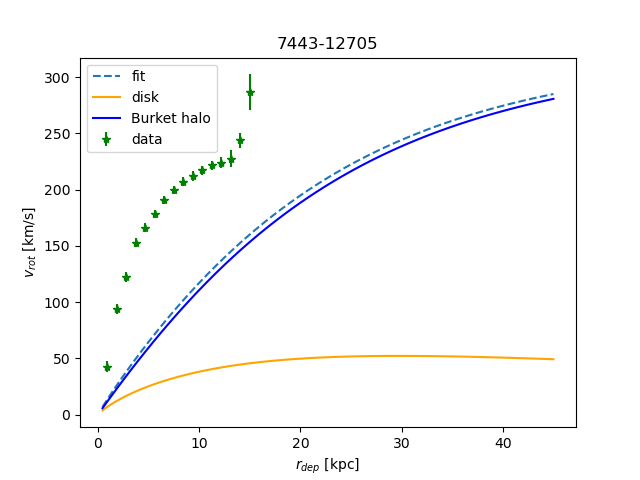 7443-12705
fit
disk
Burket halo
data
300
250
200
150
100
50
0
v_rot [km/s]
0 10 20 30 40
r_dep [kpc]